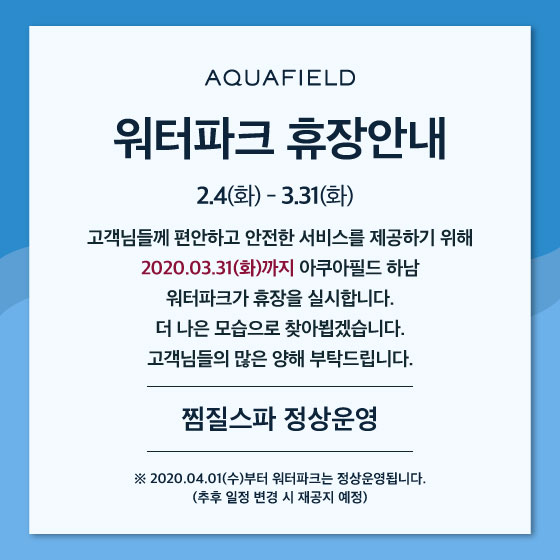 AQUAFIELD
워터파크 휴장안내
2.4(화) - 3.31(화)
고객님들께 편안하고 안전한 서비스를 제공하기 위해
2020.03.31(화)까지 아쿠아필드 하남
워터파크가 휴장을 실시합니다.
더 나은 모습으로 찾아뵙겠습니다.
고객님들의 많은 양해 부탁드립니다.
찜질스파 정상운영
※ 2020.04.01(수)부터 워터파크는 정상운영됩니다.
(추후 일정 변경 시 재공지 예정)